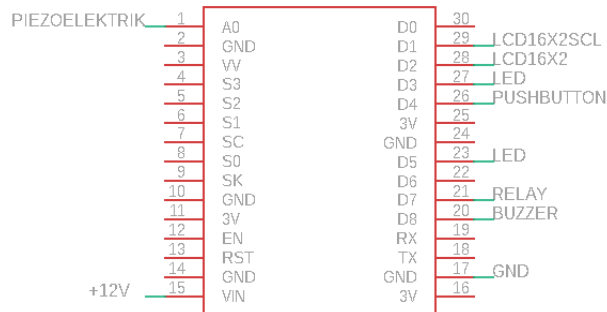 PIEZOELEKTRIK 1 A0 D0 30
2 GND D1 29 LCD16X2SCL
3 VV D2 28 LCD16X2
4 S3 D3 27 LED
5 S2 D4 26 PUSHBUTTON
6 S1 3V 25
7 SC GND 24
8 S0 D5 23 LED
9 SK D6 22
10 GND D7 21 RELAY
11 3V D8 20 BUZZER
12 EN RX 19
13 RST TX 18
14 GND GND 17 GND
+12V 15 VIN 3V 16